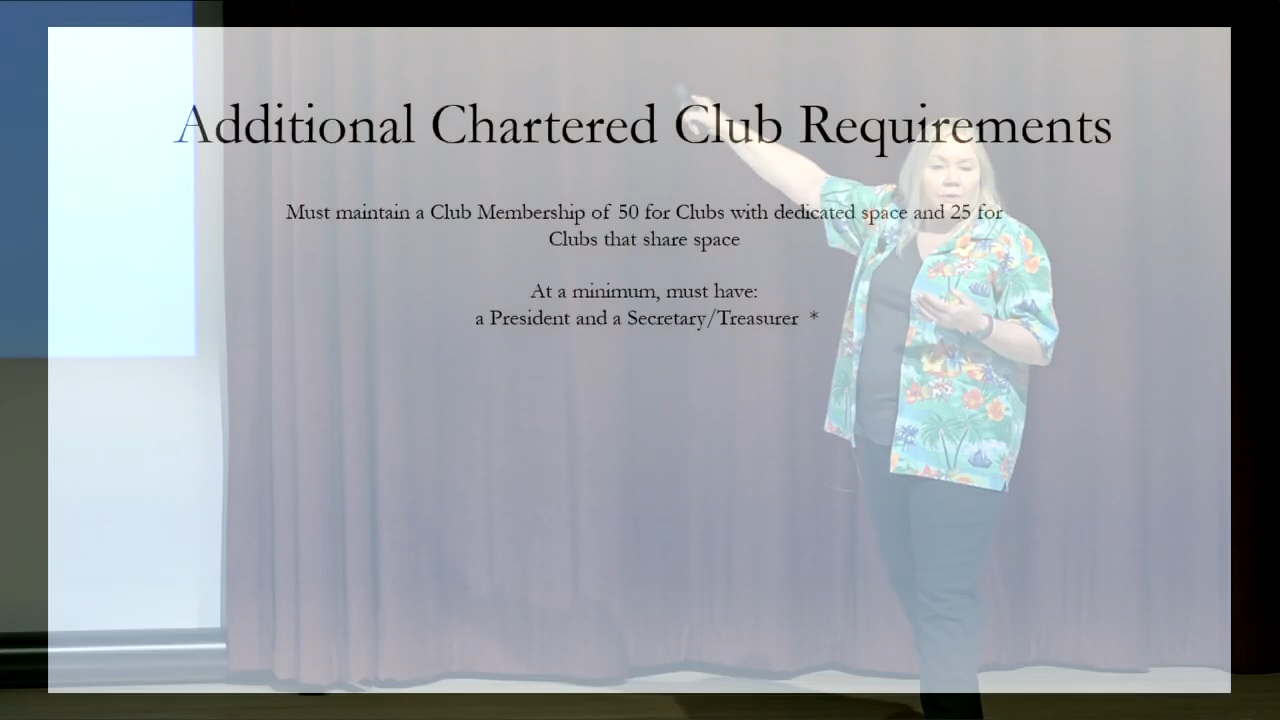 Additional Chartered Club Requirements
Must maintain a Club Membership of 50 for Clubs with dedicated space and 25 for
Clubs that share space
At a minimum, must have:
a President and a Secretary/Treasurer *